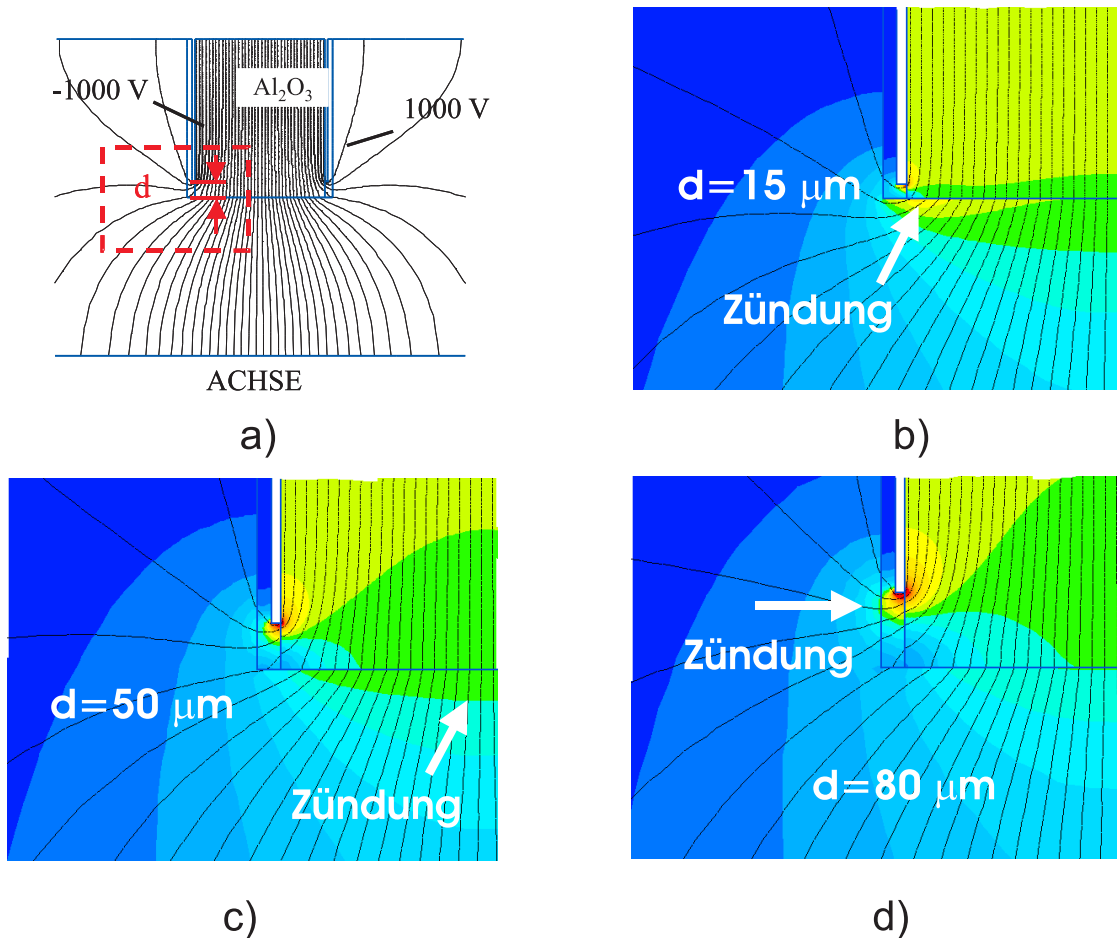 -1000 V
Al₂O₃
1000 V
d
ACHSE
a)
d=15 μm
Zündung
b)
d=50 μm
Zündung
c)
Zündung
d=80 μm
d)